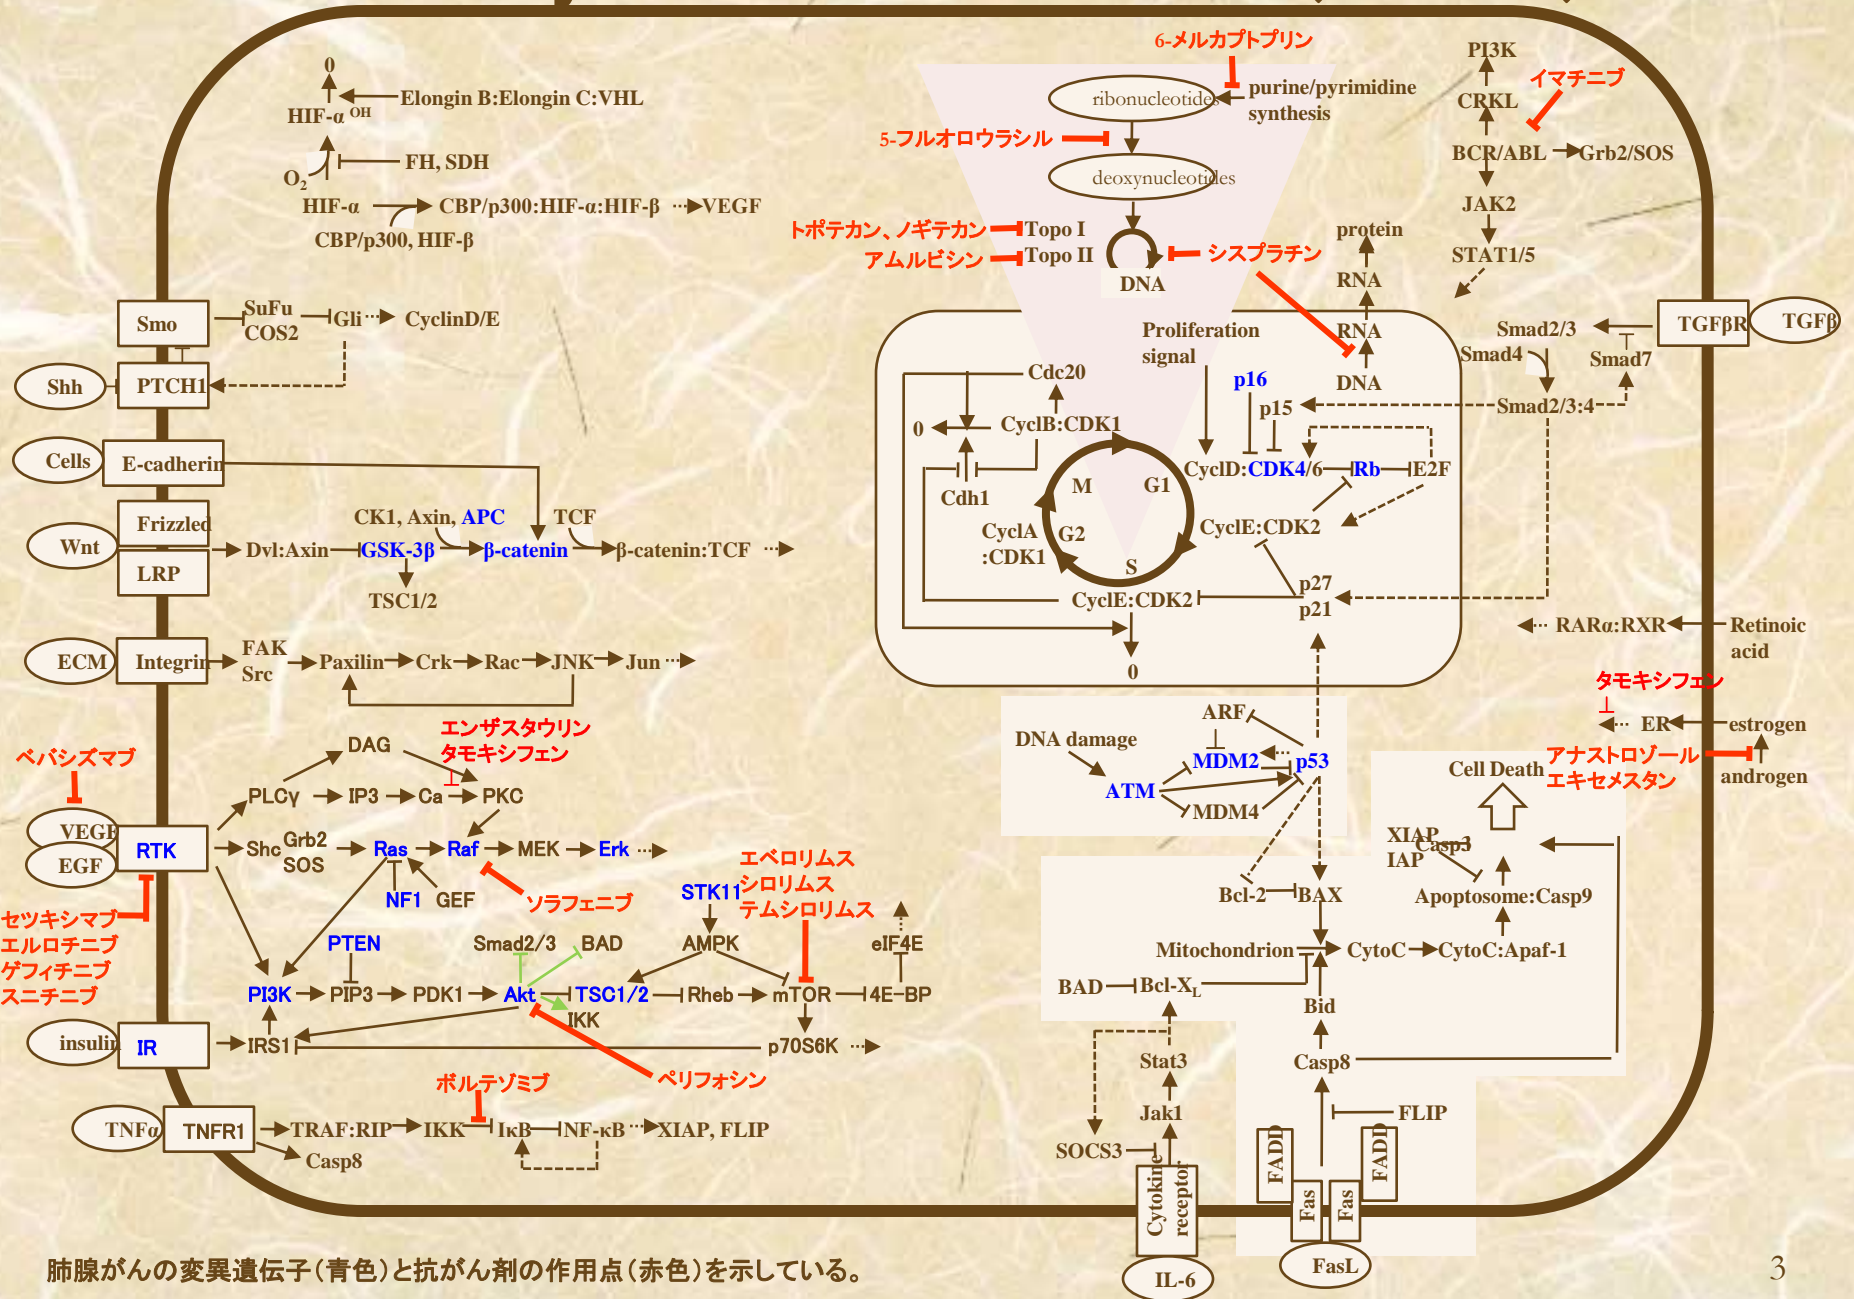 0
Elongin B:Elongin C:VHL
HIF-α OH
FH, SDH
O2
HIF-α
CBP/p300:HIF-α:HIF-β
VEGF
CBP/p300, HIF-β
6-メルカプトプリン
ribonucleotides
purine/pyrimidine
synthesis
5-フルオロウラシル
deoxynucleotides
トポテカン、ノギテカン
Topo I
アムルビシン
Topo II
DNA
シスプラチン
PI3K
イマチニブ
CRKL
BCR/ABL
Grb2/SOS
JAK2
STAT1/5
protein
RNA
RNA
DNA
Smo
SuFu
COS2
Gli
CyclinD/E
Shh
PTCH1
Cells
E-cadherin
Frizzled
Wnt
LRP
CK1, Axin, APC
TCF
Dvl:Axin
GSK-3β
β-catenin
β-catenin:TCF
TSC1/2
ECM
Integrin
FAK
Src
Paxilin
Crk
Rac
JNK
Jun
Proliferation
signal
p16
p15
Cdc20
0
CyclB:CDK1
Cdh1
M
G1
G2
S
CyclA
:CDK1
CyclD:CDK4/6
Rb
E2F
CyclE:CDK2
p27
p21
CyclE:CDK2
0
TGFβR
TGFβ
Smad2/3
Smad4
Smad7
Smad2/3:4
RARα:RXR
Retinoic
acid
タモキシフェン
ER
estrogen
アナストロゾール
エキセメスタン
androgen
ベバシズマブ
エンザスタウリン
タモキシフェン
DAG
PLCγ
IP3
Ca
PKC
VEGF
EGF
RTK
Shc
Grb2
SOS
Ras
Raf
MEK
Erk
NF1
GEF
ソラフェニブ
セツキシマブ
エルロチニブ
ゲフィチニブ
スニチニブ
エベロリムス
シロリムス
テムシロリムス
STK11
PTEN
Smad2/3
BAD
AMPK
eIF4E
PI3K
PIP3
PDK1
Akt
TSC1/2
Rheb
mTOR
4E-BP
IKK
insulin
IR
IRS1
p70S6K
ペリフォシン
ボルテゾミブ
TNFα
TNFR1
TRAF:RIP
IKK
IκB
NF-κB
XIAP, FLIP
Casp8
DNA damage
ARF
MDM2
p53
ATM
MDM4
Cell Death
XIAP
Casp3
IAP
Bcl-2
BAX
Apoptosome:Casp9
Mitochondrion
CytoC
CytoC:Apaf-1
BAD
Bcl-XL
Bid
Stat3
Casp8
Jak1
FLIP
SOCS3
Cytokine
receptor
FADD
FADD
Fas
Fas
IL-6
FasL
肺腺がんの変異遺伝子(青色)と抗がん剤の作用点(赤色)を示している。
3